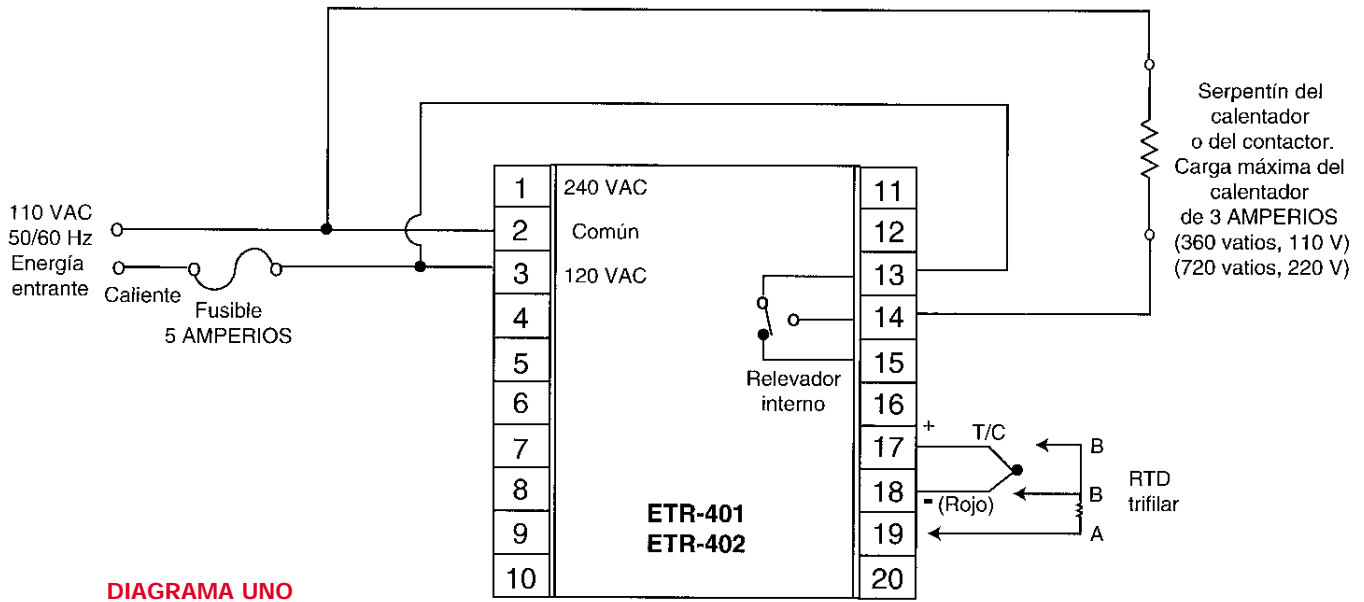 110 VAC
50/60 Hz
Energía
entrante
Caliente
Fusible
5 AMPERIOS
1
2
3
4
5
6
7
8
9
10
240 VAC
Común
120 VAC
Relevador
interno
ETR-401
ETR-402
11
12
13
14
15
16
17
18
19
20
+
T/C
- (Rojo)
B
B
A
RTD
trifilar
Serpentín del
calentador
o del contactor.
Carga máxima del
calentador
de 3 AMPERIOS
(360 vatios, 110 V)
(720 vatios, 220 V)
DIAGRAMA UNO